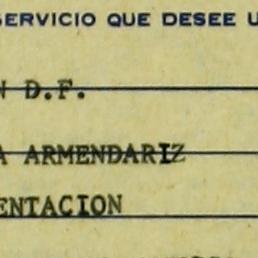 SERVICIO QUE DESEE U
N D.F.
A ARMENDARIZ
ENTACION